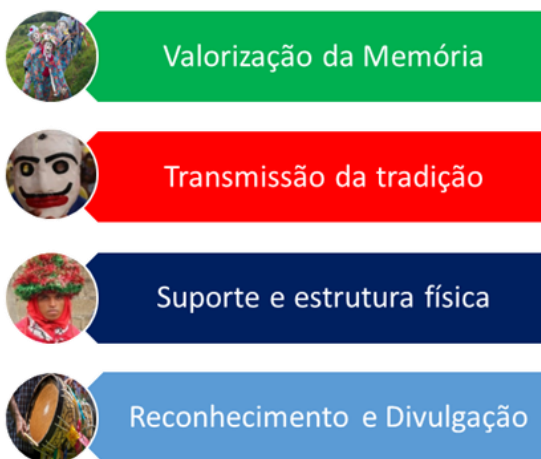 Valorização da Memória
Transmissão da tradição
Suporte e estrutura física
Reconhecimento e Divulgação